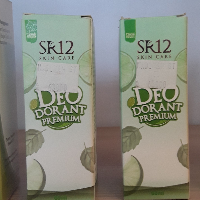 SR12
SKIN CARE
DEO
DORANT
PREMIUM
SR12
SKIN CARE
DEO
DORANT
PREMIUM